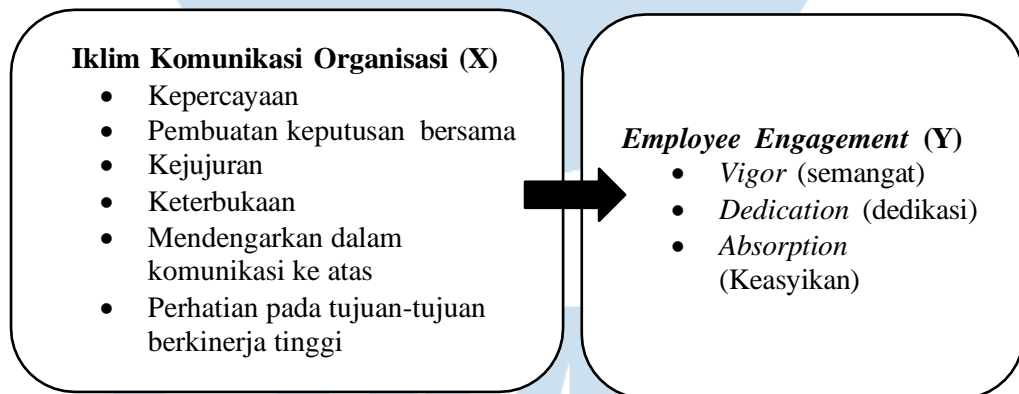 Iklim Komunikasi Organisasi (X)
• Kepercayaan
• Pembuatan keputusan bersama
• Kejujuran
• Keterbukaan
• Mendengarkan dalam
komunikasi ke atas
• Perhatian pada tujuan-tujuan
berkinerja tinggi
Employee Engagement (Y)
• Vigor (semangat)
• Dedication (dedikasi)
• Absorption
(Keasyikan)